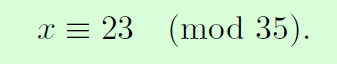 x ≡ 23 (mod 35).